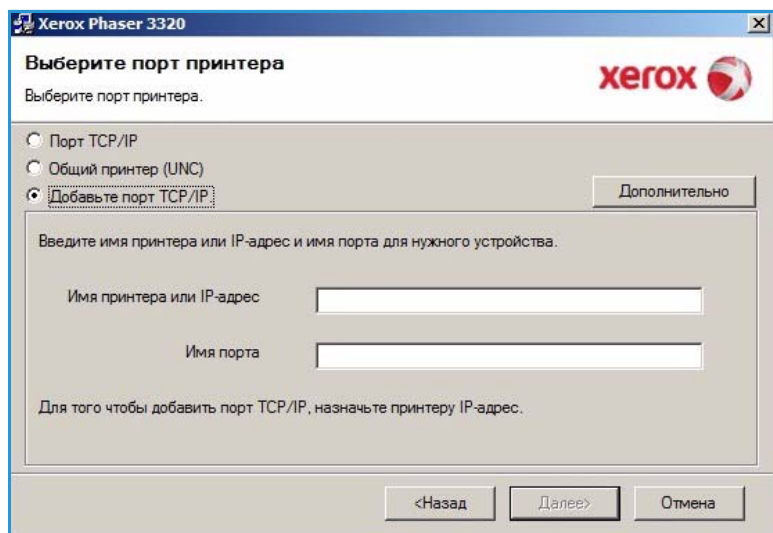 Xerox Phaser 3320
Выберите порт принтера
Выберите порт принтера.
xerox
Порт TCP/IP
Общий принтер (UNC)
Добавьте порт TCP/IP.
Дополнительно
Введите имя принтера или IP-адрес и имя порта для нужного устройства.
Имя принтера или IP-адрес
Имя порта
Для того чтобы добавить порт TCP/IP, назначьте принтеру IP-адрес.
<Назад
Далее>
Отмена